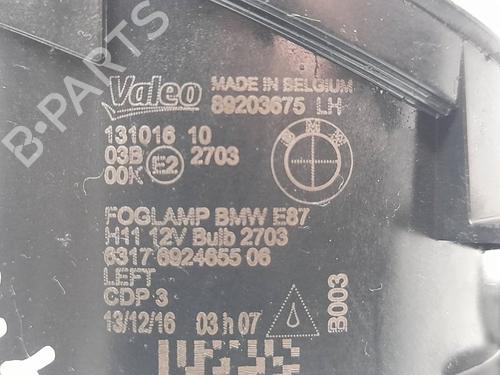 B-PARTS
Valeo
MADE IN BELGIUM
89203675 LH
131016 10
03B E2 2703
00K
BMW
FOGLAMP BMW E87
H11 12V Bulb 2703
6317 6924655 06
LEFT
CDP 3
13/12/16 03 h 07
B003